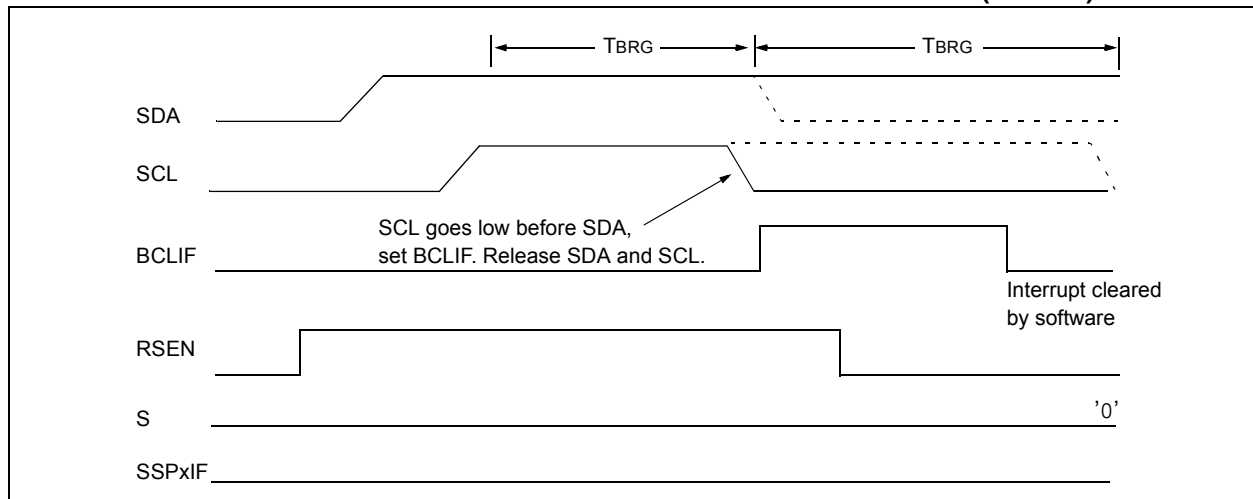 TBRG TBRG
SDA
SCL
SCL goes low before SDA,
set BCLIF. Release SDA and SCL.
BCLIF
Interrupt cleared
by software
RSEN
S '0'
SSPxIF